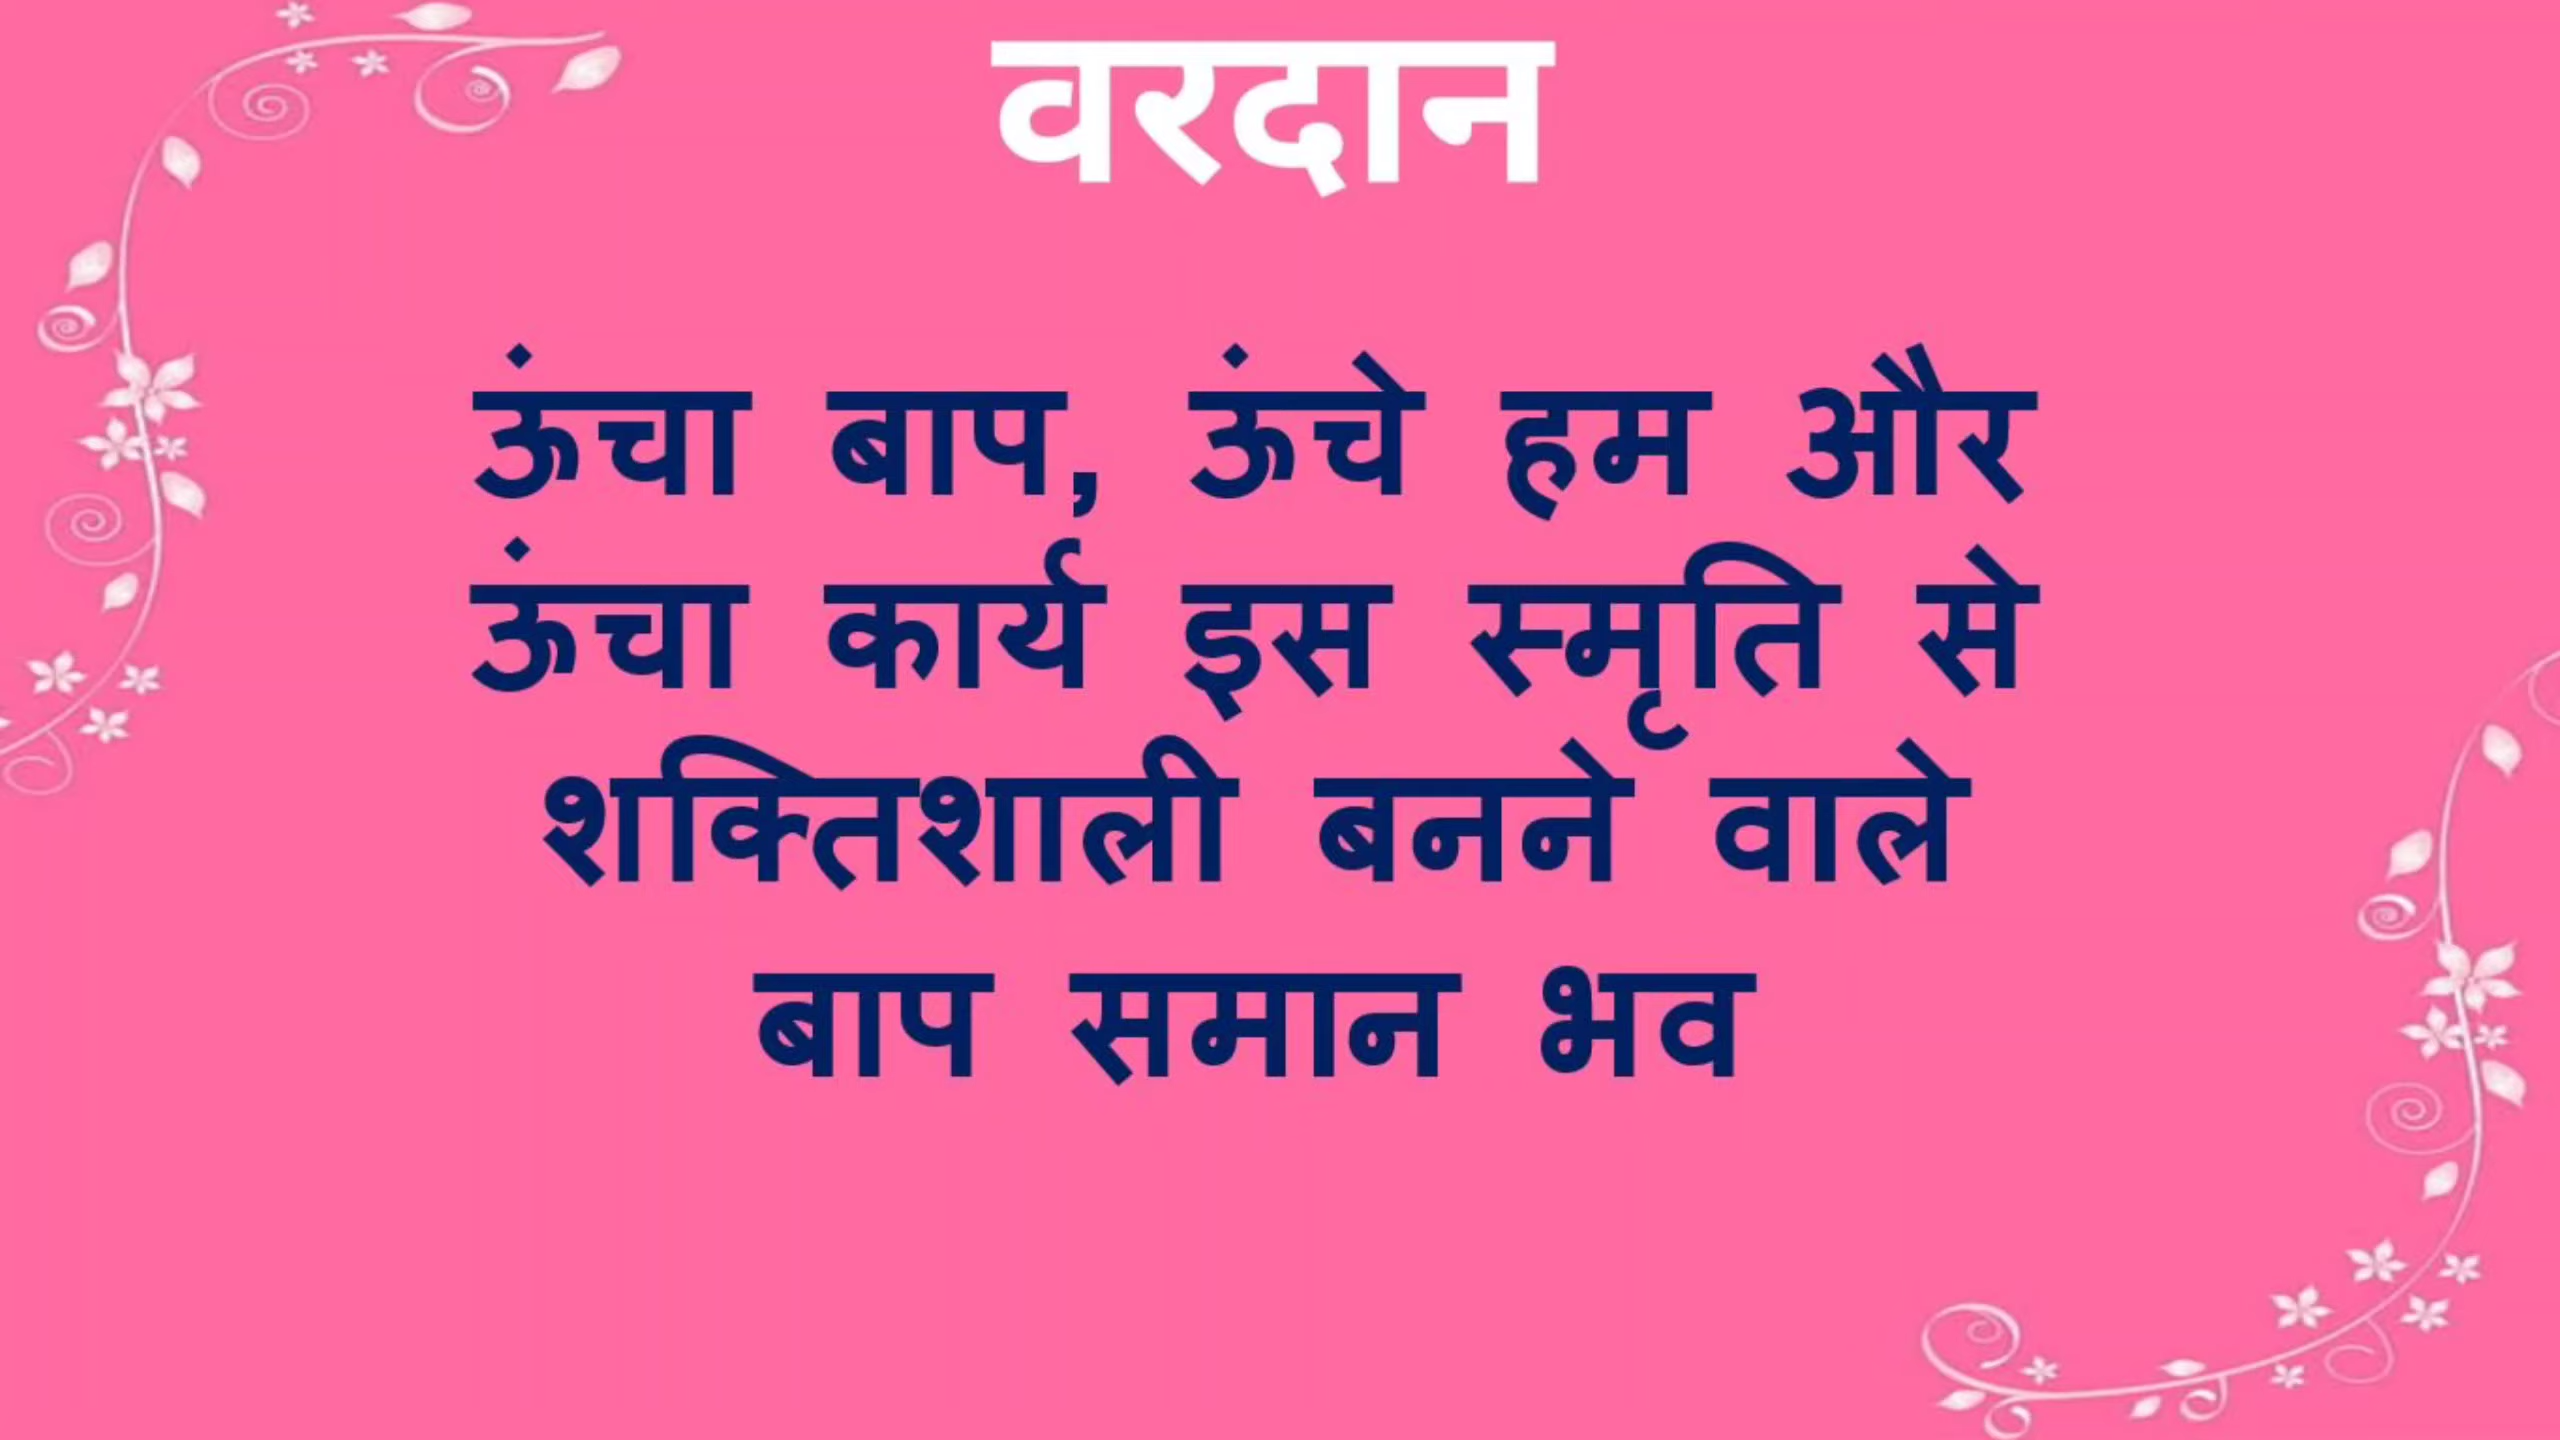 वरदान
ऊंचा बाप, ऊंचे हम और
ऊंचा कार्य इस स्मृति से
शक्तिशाली बनने वाले
बाप समान भव